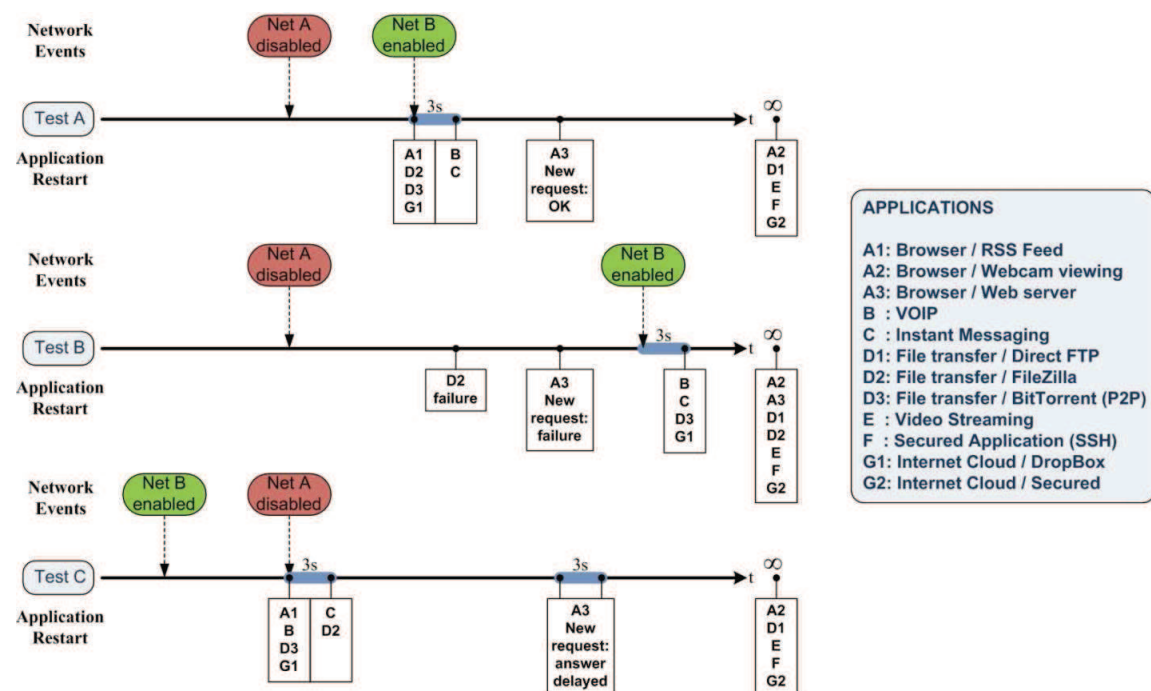 Network
Events
Net A
disabled
Net B
enabled
Test A
3s
t
∞
Application
Restart
A1
D2
D3
G1
B
C
A3
New
request:
OK
A2
D1
E
F
G2
Network
Events
Net A
disabled
Net B
enabled
Test B
3s
t
∞
Application
Restart
D2
failure
A3
New
request:
failure
B
C
D3
G1
A2
A3
D1
D2
E
F
G2
Network
Events
Net B
enabled
Net A
disabled
Test C
3s
3s
t
∞
Application
Restart
A1
B
D3
G1
C
D2
A3
New
request:
answer
delayed
A2
D1
E
F
G2
APPLICATIONS
A1: Browser / RSS Feed
A2: Browser / Webcam viewing
A3: Browser / Web server
B : VOIP
C : Instant Messaging
D1: File transfer / Direct FTP
D2: File transfer / FileZilla
D3: File transfer / BitTorrent (P2P)
E : Video Streaming
F : Secured Application (SSH)
G1: Internet Cloud / DropBox
G2: Internet Cloud / Secured